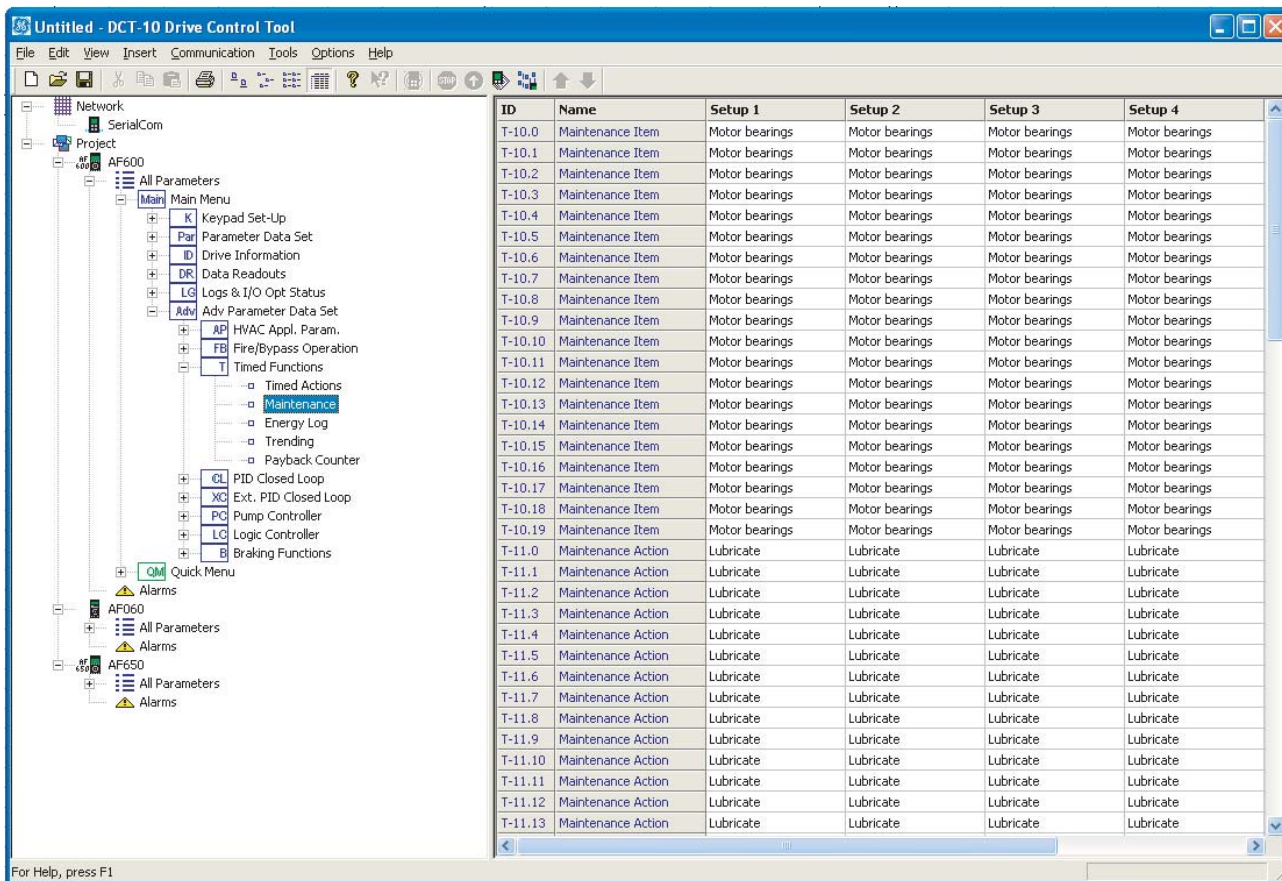 Untitled - DCT-10 Drive Control Tool
File Edit View Insert Communication Tools Options Help
STOP
Network
SerialCom
Project
AF 600 AF600
All Parameters
Main Main Menu
K Keypad Set-Up
Par Parameter Data Set
ID Drive Information
DR Data Readouts
LG Logs & I/O Opt Status
Adv Adv Parameter Data Set
AP HVAC Appl. Param.
FB Fire/Bypass Operation
T Timed Functions
Timed Actions
Maintenance
Energy Log
Trending
Payback Counter
CL PID Closed Loop
XC Ext. PID Closed Loop
PC Pump Controller
LC Logic Controller
B Braking Functions
QM Quick Menu
Alarms
AF060
All Parameters
Alarms
AF 650 AF650
All Parameters
Alarms
ID Name Setup 1 Setup 2 Setup 3 Setup 4
T-10.0 Maintenance Item Motor bearings Motor bearings Motor bearings Motor bearings
T-10.1 Maintenance Item Motor bearings Motor bearings Motor bearings Motor bearings
T-10.2 Maintenance Item Motor bearings Motor bearings Motor bearings Motor bearings
T-10.3 Maintenance Item Motor bearings Motor bearings Motor bearings Motor bearings
T-10.4 Maintenance Item Motor bearings Motor bearings Motor bearings Motor bearings
T-10.5 Maintenance Item Motor bearings Motor bearings Motor bearings Motor bearings
T-10.6 Maintenance Item Motor bearings Motor bearings Motor bearings Motor bearings
T-10.7 Maintenance Item Motor bearings Motor bearings Motor bearings Motor bearings
T-10.8 Maintenance Item Motor bearings Motor bearings Motor bearings Motor bearings
T-10.9 Maintenance Item Motor bearings Motor bearings Motor bearings Motor bearings
T-10.10 Maintenance Item Motor bearings Motor bearings Motor bearings Motor bearings
T-10.11 Maintenance Item Motor bearings Motor bearings Motor bearings Motor bearings
T-10.12 Maintenance Item Motor bearings Motor bearings Motor bearings Motor bearings
T-10.13 Maintenance Item Motor bearings Motor bearings Motor bearings Motor bearings
T-10.14 Maintenance Item Motor bearings Motor bearings Motor bearings Motor bearings
T-10.15 Maintenance Item Motor bearings Motor bearings Motor bearings Motor bearings
T-10.16 Maintenance Item Motor bearings Motor bearings Motor bearings Motor bearings
T-10.17 Maintenance Item Motor bearings Motor bearings Motor bearings Motor bearings
T-10.18 Maintenance Item Motor bearings Motor bearings Motor bearings Motor bearings
T-10.19 Maintenance Item Motor bearings Motor bearings Motor bearings Motor bearings
T-11.0 Maintenance Action Lubricate Lubricate Lubricate Lubricate
T-11.1 Maintenance Action Lubricate Lubricate Lubricate Lubricate
T-11.2 Maintenance Action Lubricate Lubricate Lubricate Lubricate
T-11.3 Maintenance Action Lubricate Lubricate Lubricate Lubricate
T-11.4 Maintenance Action Lubricate Lubricate Lubricate Lubricate
T-11.5 Maintenance Action Lubricate Lubricate Lubricate Lubricate
T-11.6 Maintenance Action Lubricate Lubricate Lubricate Lubricate
T-11.7 Maintenance Action Lubricate Lubricate Lubricate Lubricate
T-11.8 Maintenance Action Lubricate Lubricate Lubricate Lubricate
T-11.9 Maintenance Action Lubricate Lubricate Lubricate Lubricate
T-11.10 Maintenance Action Lubricate Lubricate Lubricate Lubricate
T-11.11 Maintenance Action Lubricate Lubricate Lubricate Lubricate
T-11.12 Maintenance Action Lubricate Lubricate Lubricate Lubricate
T-11.13 Maintenance Action Lubricate Lubricate Lubricate Lubricate
For Help, press F1